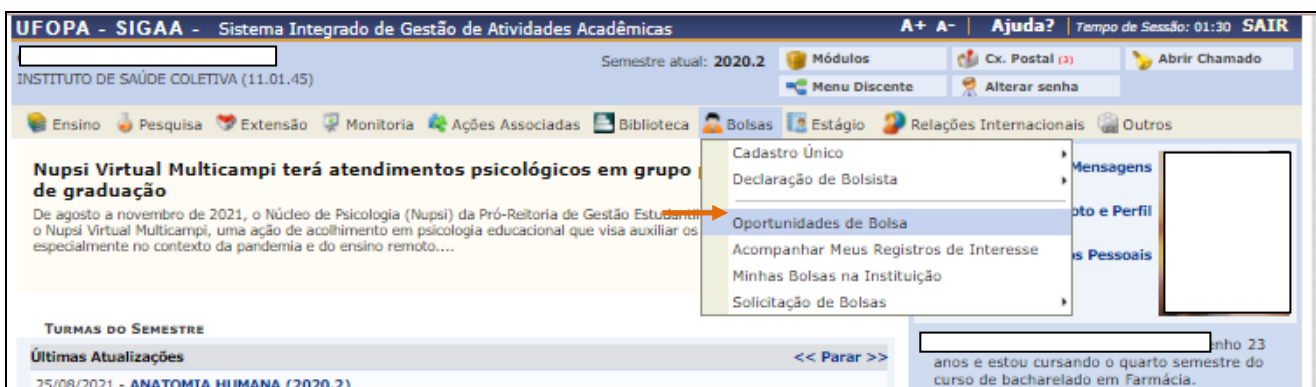 UFOPA - SIGAA - Sistema Integrado de Gestão de Atividades Acadêmicas A+ A- | Ajuda? | Tempo de Sessão: 01:30 SAIR
Semestre atual: 2020.2 Módulos Cx. Postal (3) Abrir Chamado
INSTITUTO DE SAÚDE COLETIVA (11.01.45)
Menu Discente Alterar senha
Ensino Pesquisa Extensão Monitoria Ações Associadas Biblioteca Bolsas Estágio Relações Internacionais Outros
Cadastro Único
Declaração de Bolsista
Oportunidades de Bolsa
Acompanhar Meus Registros de Interesse
Minhas Bolsas na Instituição
Solicitação de Bolsas
Nupsi Virtual Multicampi terá atendimentos psicológicos em grupo
de graduação
De agosto a novembro de 2021, o Núcleo de Psicologia (Nupsi) da Pró-Reitoria de Gestão Estudantil
o Nupsi Virtual Multicampi, uma ação de acolhimento em psicologia educacional que visa auxiliar os
especialmente no contexto da pandemia e do ensino remoto....
Mensagens
e Perfil
Pessoais
TURMAS DO SEMESTRE
Últimas Atualizações << Parar >>
25/08/2021 - ANATOMIA HUMANA (2020.2)
23
anos e estou cursando o quarto semestre do
curso de bacharelado em Farmácia.